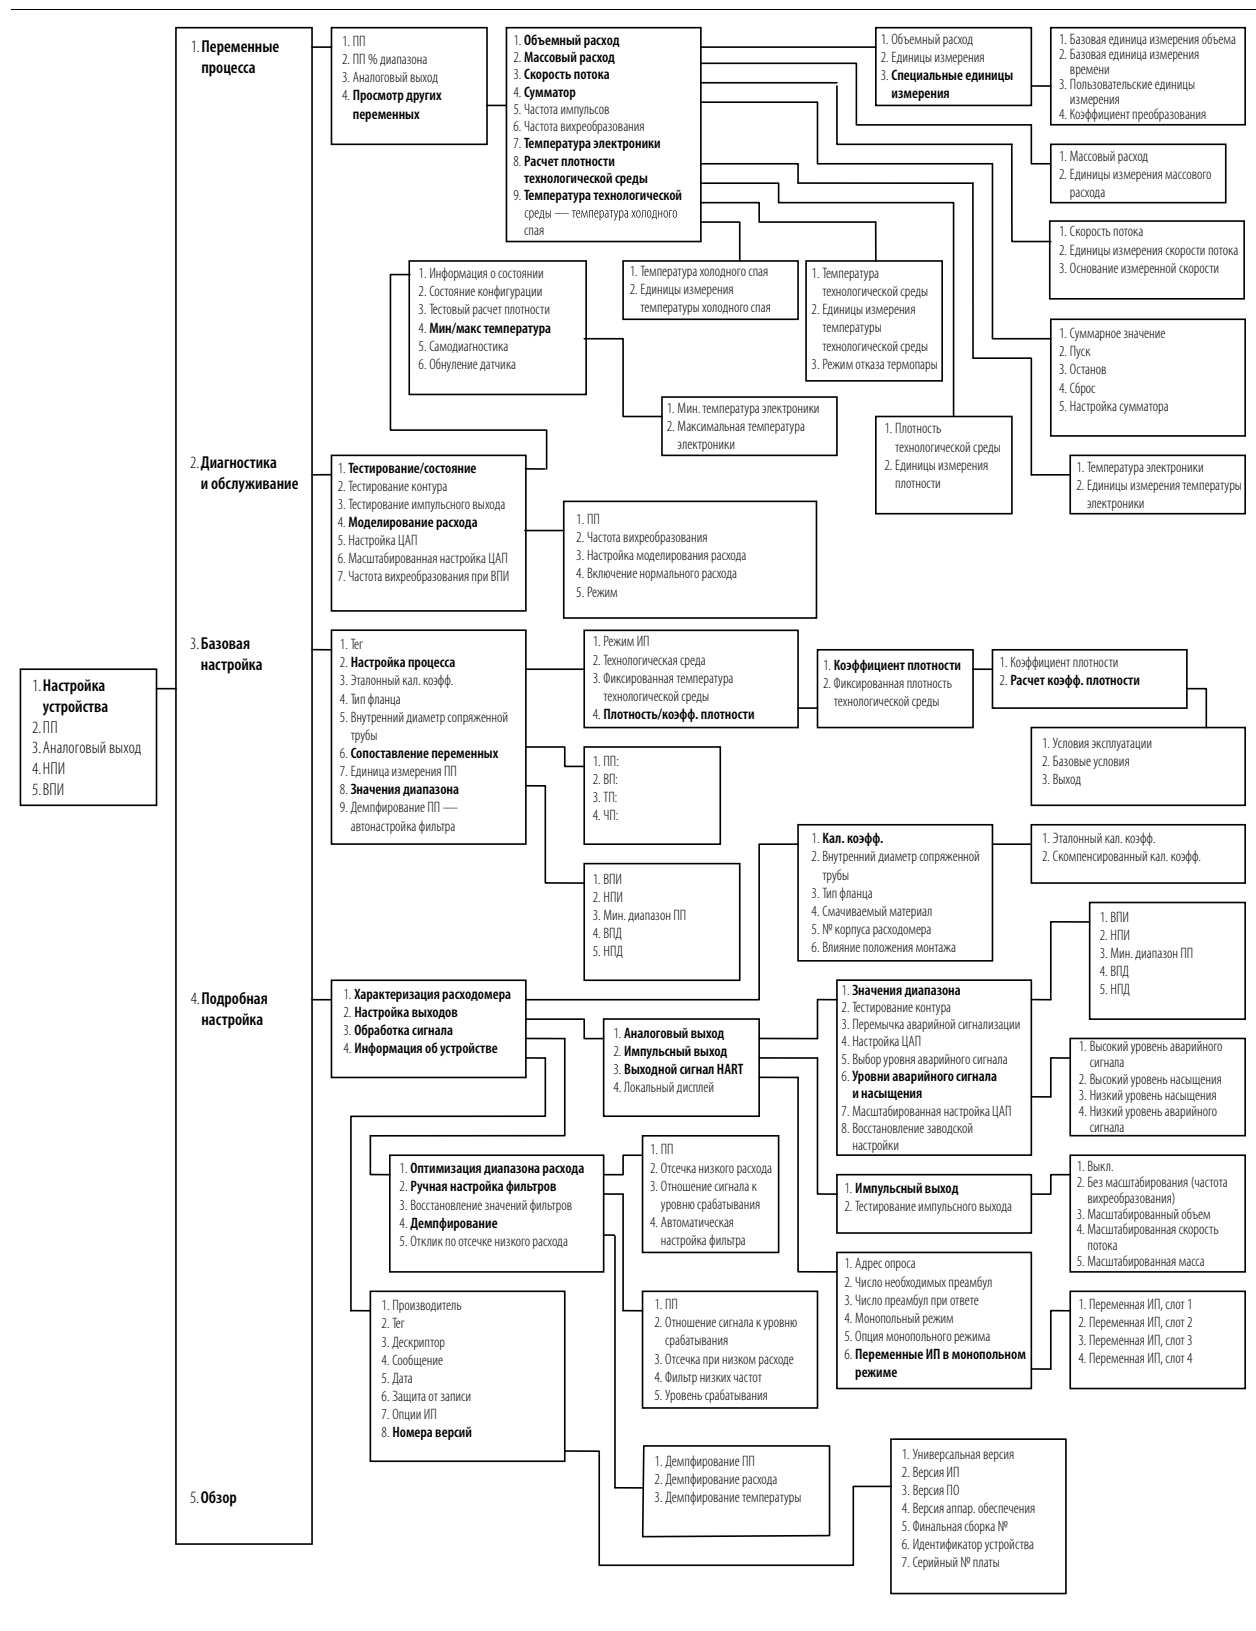 1. Настройка
устройства
2. ПП
3. Аналоговый выход
4. НПИ
5. ВПИ
1. Переменные
процесса
2. Диагностика
и обслуживание
3. Базовая
настройка
4. Подробная
настройка
5. Обзор
1. ПП
2. ПП % диапазона
3. Аналоговый выход
4. Просмотр других
переменных
1. Объемный расход
2. Массовый расход
3. Скорость потока
4. Сумматор
5. Частота импульсов
6. Частота вихреобразования
7. Температура электроники
8. Расчет плотности
технологической среды
9. Температура технологической
среды — температура холодного
спая
1. Объемный расход
2. Единицы измерения
3. Специальные единицы
измерения
1. Базовая единица измерения объема
2. Базовая единица измерения
времени
3. Пользовательские единицы
измерения
4. Коэффициент преобразования
1. Массовый расход
2. Единицы измерения массового
расхода
1. Скорость потока
2. Единицы измерения скорости потока
3. Основание измеренной скорости
1. Суммарное значение
2. Пуск
3. Останов
4. Сброс
5. Настройка сумматора
1. Температура электроники
2. Единицы измерения температуры
электроники
1. Плотность
технологической среды
2. Единицы измерения
плотности
1. Температура
технологической среды
2. Единицы измерения
температуры
технологической среды
3. Режим отказа термопары
1. Температура холодного спая
2. Единицы измерения
температуры холодного спая
1. Информация о состоянии
2. Состояние конфигурации
3. Тестовый расчет плотности
4. Мин/макс температура
5. Самодиагностика
6. Обнуление датчика
1. Мин. температура электроники
2. Максимальная температура
электроники
1. Тестирование/состояние
2. Тестирование контура
3. Тестирование импульсного выхода
4. Моделирование расхода
5. Настройка ЦАП
6. Масштабированная настройка ЦАП
7. Частота вихреобразования при ВПИ
1. ПП
2. Частота вихреобразования
3. Настройка моделирования расхода
4. Включение нормального расхода
5. Режим
1. Тег
2. Настройка процесса
3. Эталонный кал. коэфф.
4. Тип фланца
5. Внутренний диаметр сопряженной
трубы
6. Сопоставление переменных
7. Единица измерения ПП
8. Значения диапазона
9. Демпфирование ПП —
автонастройка фильтра
1. Режим ИП
2. Технологическая среда
3. Фиксированная температура
технологической среды
4. Плотность/коэфф. плотности
1. Коэффициент плотности
2. Фиксированная плотность
технологической среды
1. Коэффициент плотности
2. Расчет коэфф. плотности
1. Условия эксплуатации
2. Базовые условия
3. Выход
1. ПП:
2. ВП:
3. ТП:
4. ЧП:
1. ВПИ
2. НПИ
3. Мин. диапазон ПП
4. ВПД
5. НПД
1. Характеризация расходомера
2. Настройка выходов
3. Обработка сигнала
4. Информация об устройстве
1. Кал. коэфф.
2. Внутренний диаметр сопряженной
трубы
3. Тип фланца
4. Смачиваемый материал
5. № корпуса расходомера
6. Влияние положения монтажа
1. Эталонный кал. коэфф.
2. Скомпенсированный кал. коэфф.
1. Аналоговый выход
2. Импульсный выход
3. Выходной сигнал HART
4. Локальный дисплей
1. Значения диапазона
2. Тестирование контура
3. Перемычка аварийной сигнализации
4. Настройка ЦАП
5. Выбор уровня аварийного сигнала
6. Уровни аварийного сигнала
и насыщения
7. Масштабированная настройка ЦАП
8. Восстановление заводской
настройки
1. ВПИ
2. НПИ
3. Мин. диапазон ПП
4. ВПД
5. НПД
1. Высокий уровень аварийного
сигнала
2. Высокий уровень насыщения
3. Низкий уровень насыщения
4. Низкий уровень аварийного
сигнала
1. Импульсный выход
2. Тестирование импульсного выхода
1. Выкл.
2. Без масштабирования (частота
вихреобразования)
3. Масштабированный объем
4. Масштабированная скорость
потока
5. Масштабированная масса
1. Адрес опроса
2. Число необходимых преамбул
3. Число преамбул при ответе
4. Монопольный режим
5. Опция монопольного режима
6. Переменные ИП в монопольном
режиме
1. Переменная ИП, слот 1
2. Переменная ИП, слот 2
3. Переменная ИП, слот 3
4. Переменная ИП, слот 4
1. Оптимизация диапазона расхода
2. Ручная настройка фильтров
3. Восстановление значений фильтров
4. Демпфирование
5. Отклик по отсечке низкого расхода
1. ПП
2. Отсечка низкого расхода
3. Отношение сигнала к
уровню срабатывания
4. Автоматическая
настройка фильтра
1. ПП
2. Отношение сигнала к уровню
срабатывания
3. Отсечка при низком расходе
4. Фильтр низких частот
5. Уровень срабатывания
1. Демпфирование ПП
2. Демпфирование расхода
3. Демпфирование температуры
1. Производитель
2. Тег
3. Дескриптор
4. Сообщение
5. Дата
6. Защита от записи
7. Опции ИП
8. Номера версий
1. Универсальная версия
2. Версия ИП
3. Версия ПО
4. Версия аппар. обеспечения
5. Финальная сборка №
6. Идентификатор устройства
7. Серийный № платы